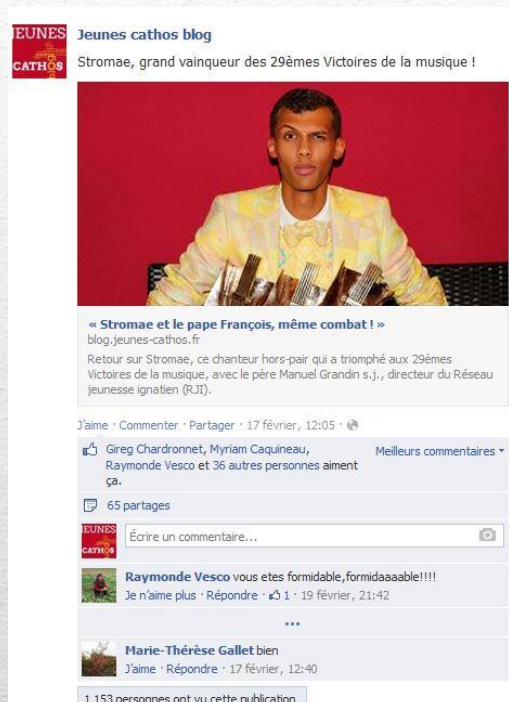 JEUNES
CATHOS
blog
Jeunes cathos blog
Stromae, grand vainqueur des 29èmes Victoires de la musique !
« Stromae et le pape François, même combat ! »
blog.jeunes-cathos.fr
Retour sur Stromae, ce chanteur hors-pair qui a triomphé aux 29èmes
Victoires de la musique, avec le père Manuel Grandin s.j., directeur du Réseau
jeunesse ignatien (RJI).
J'aime · Commenter · Partager · 17 février, 12:05 ·
Gireg Chardronnet, Myriam Caquineau,
Raymonde Vesco et 36 autres personnes aiment
ça.
Meilleurs commentaires
65 partages
JEUNES
CATHOS
Écrire un commentaire...
Raymonde Vesco vous etes formidable,formidaaaable!!!!
Je n'aime plus · Répondre · 1 · 19 février, 21:42
...
Marie-Thérèse Gallet bien
J'aime · Répondre · 17 février, 12:40
1 153 personnes ont vu cette publication